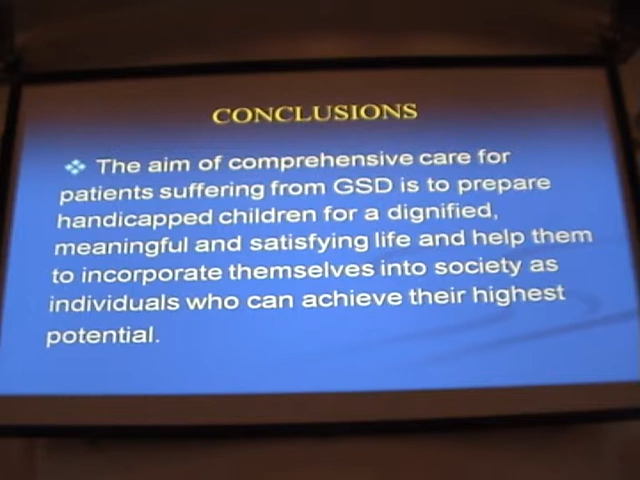 CONCLUSIONS
The aim of comprehensive care for
patients suffering from GSD is to prepare
handicapped children for a dignified,
meaningful and satisfying life and help them
to incorporate themselves into society as
individuals who can achieve their highest
potential.